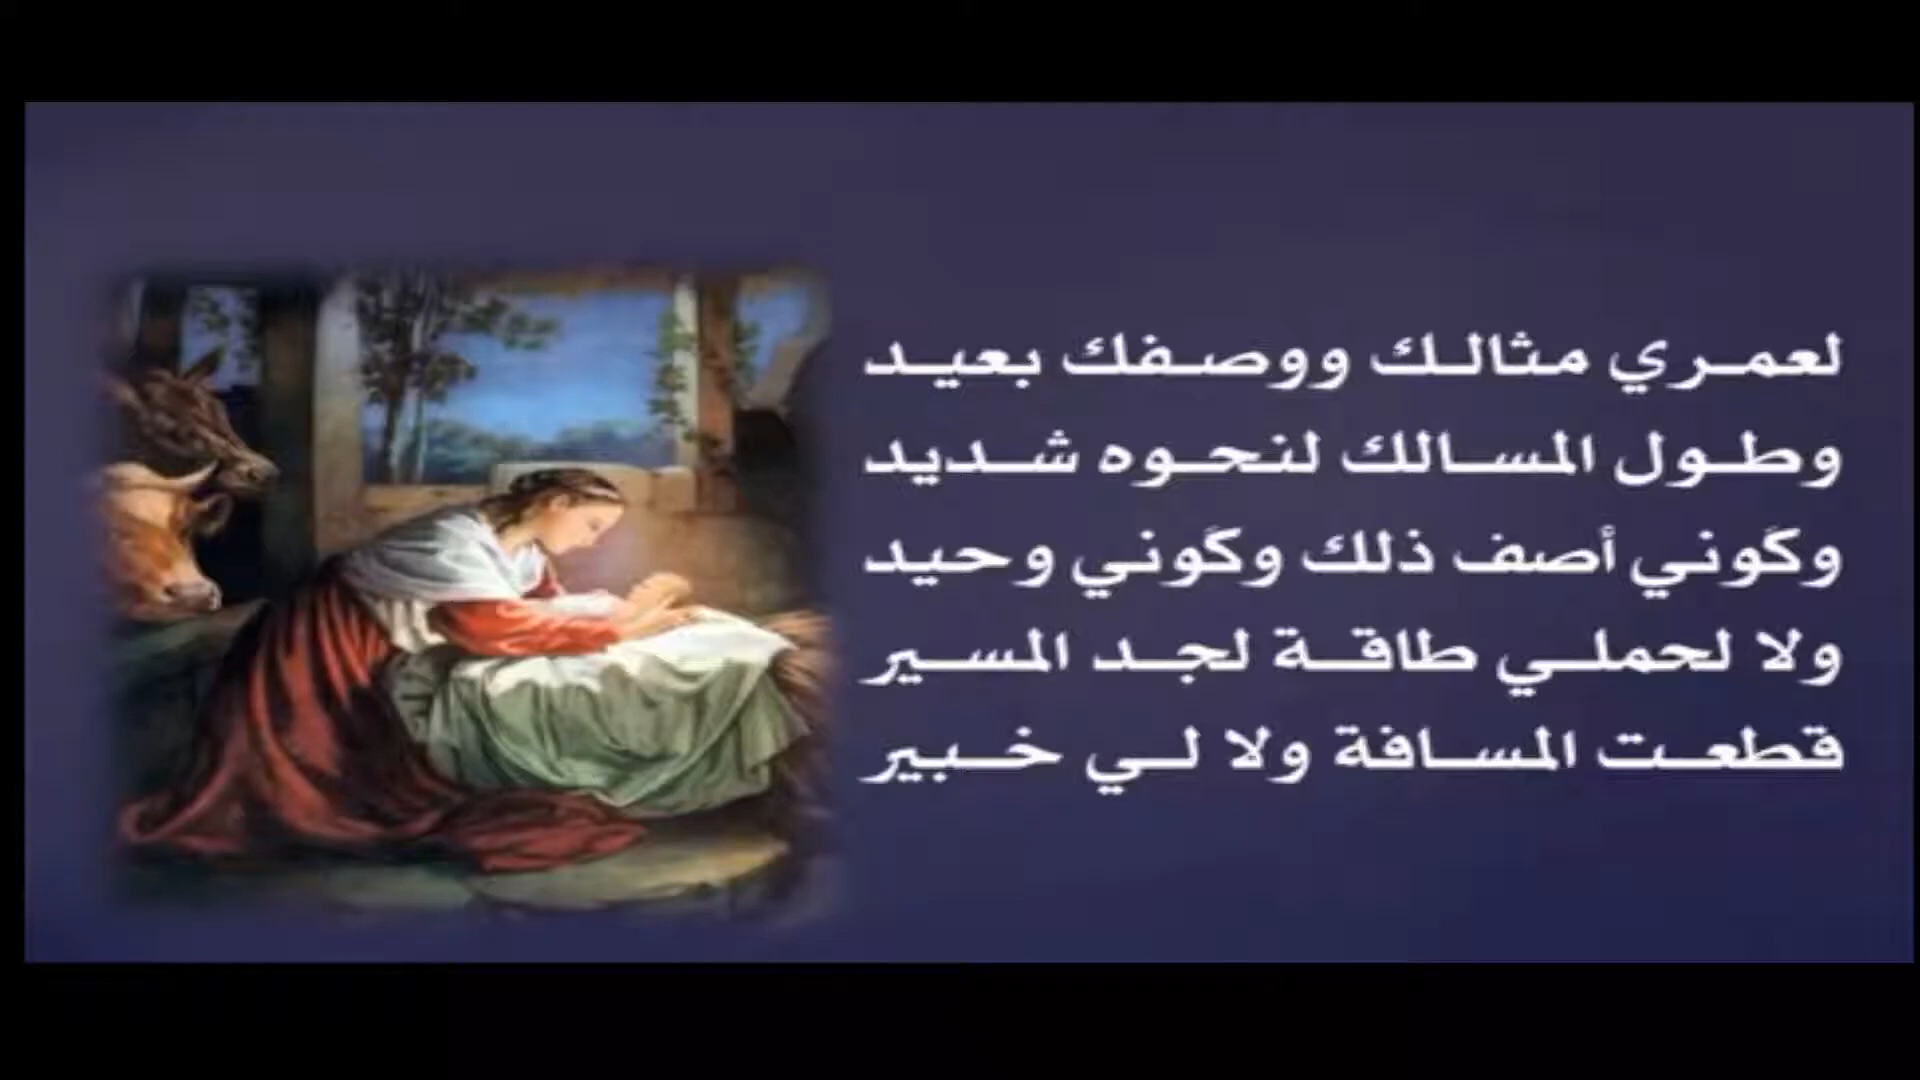 لعمري مثالك ووصفك بعيد
وطول المسالك لنحوه شديد
وكوني أصف ذلك وكوني وحيد
ولا لحملي طاقة لجد المسير
قطعت المسافة ولا لي خبير